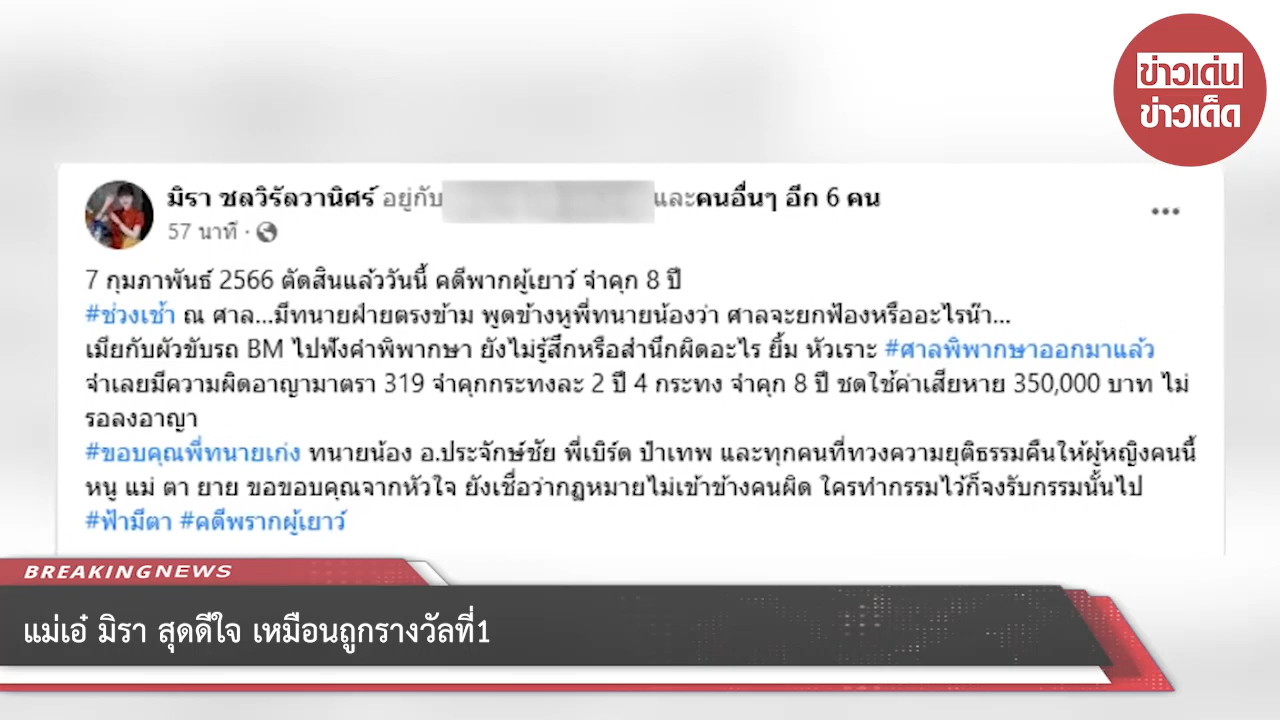 ข่าวเด่น
ข่าวเด็ด
มิรา ชลวิรัลวานิศร์ อยู่กับ และคนอื่นๆ อีก 6 คน
57 นาที ·
7 กุมภาพันธ์ 2566 ตัดสินแล้ววันนี้ คดีพากผู้เยาว์ จำคุก 8 ปี
#ช่วงเช้า ณ ศาล...มีทนายฝ่ายตรงข้าม พูดข้างหูพี่ทนายน้องว่า ศาลจะยกฟ้องหรืออะไรน๊า...
เมียกับผัวขับรถ BM ไปฟังคำพิพากษา ยังไม่รู้สึกหรือสำนึกผิดอะไร ยิ้ม หัวเราะ #ศาลพิพากษาออกมาแล้ว
จำเลยมีความผิดอาญามาตรา 319 จำคุกกระทงละ 2 ปี 4 กระทง จำคุก 8 ปี ชดใช้ค่าเสียหาย 350,000 บาท ไม่
รอลงอาญา
#ขอบคุณพี่ทนายเก่ง ทนายน้อง อ.ประจักษ์ชัย พี่เบิร์ด ป๋าเทพ และทุกคนที่ทวงความยุติธรรมคืนให้ผู้หญิงคนนี้
หนู แม่ ตา ยาย ขอขอบคุณจากหัวใจ ยังเชื่อว่ากฏหมายไม่เข้าข้างคนผิด ใครทำกรรมไว้ก็จงรับกรรมนั้นไป
#ฟ้ามีตา #คดีพรากผู้เยาว์
BREAKINGNEWS
แม่เอ๋ มิรา สุดดีใจ เหมือนถูกรางวัลที่1